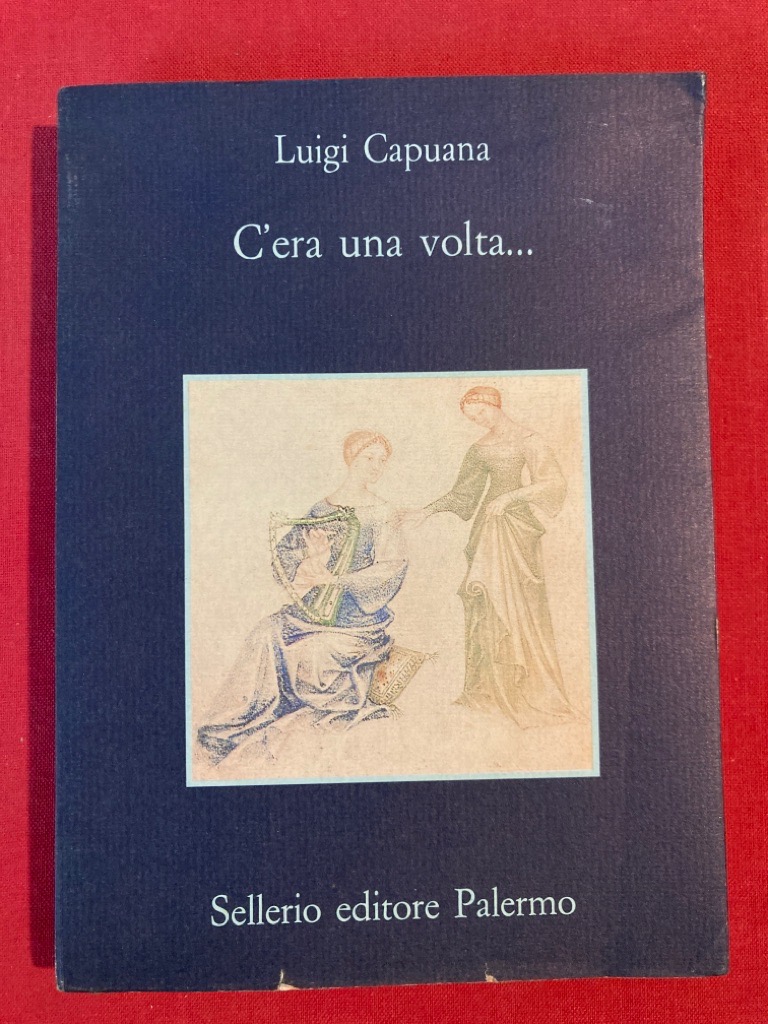 Luigi Capuana
C'era una volta...
Sellerio editore Palermo